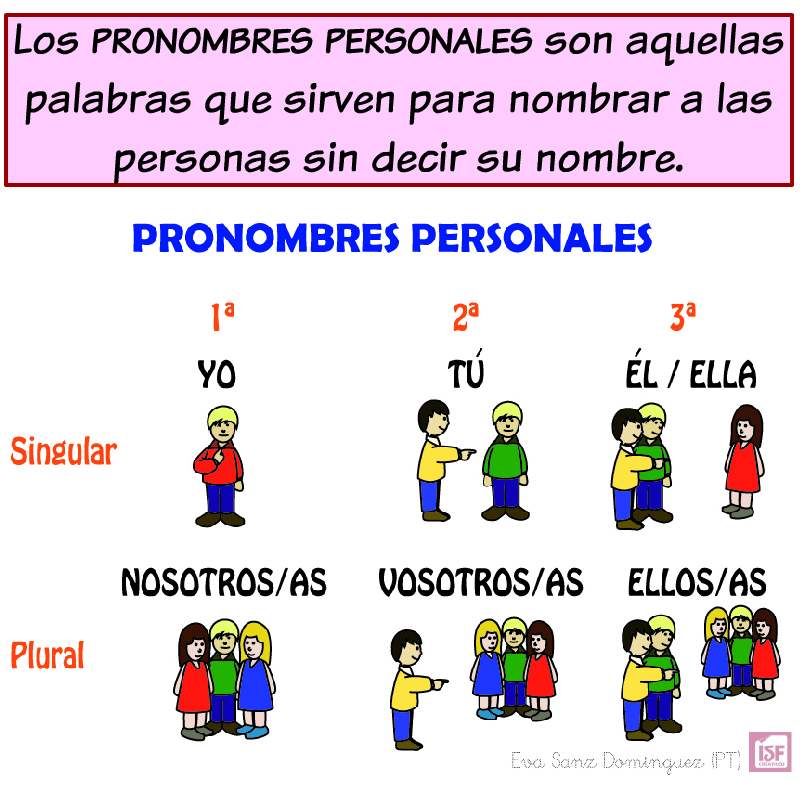 Los PRONOMBRES PERSONALES son aquellas
palabras que sirven para nombrar a las
personas sin decir su nombre.
PRONOMBRES PERSONALES
1ª 2ª 3ª
YO TÚ ÉL / ELLA
Singular
NOSOTROS/AS VOSOTROS/AS ELLOS/AS
Plural
Eva Sanz Dominguez (PT)
ISF
CREATIVOS